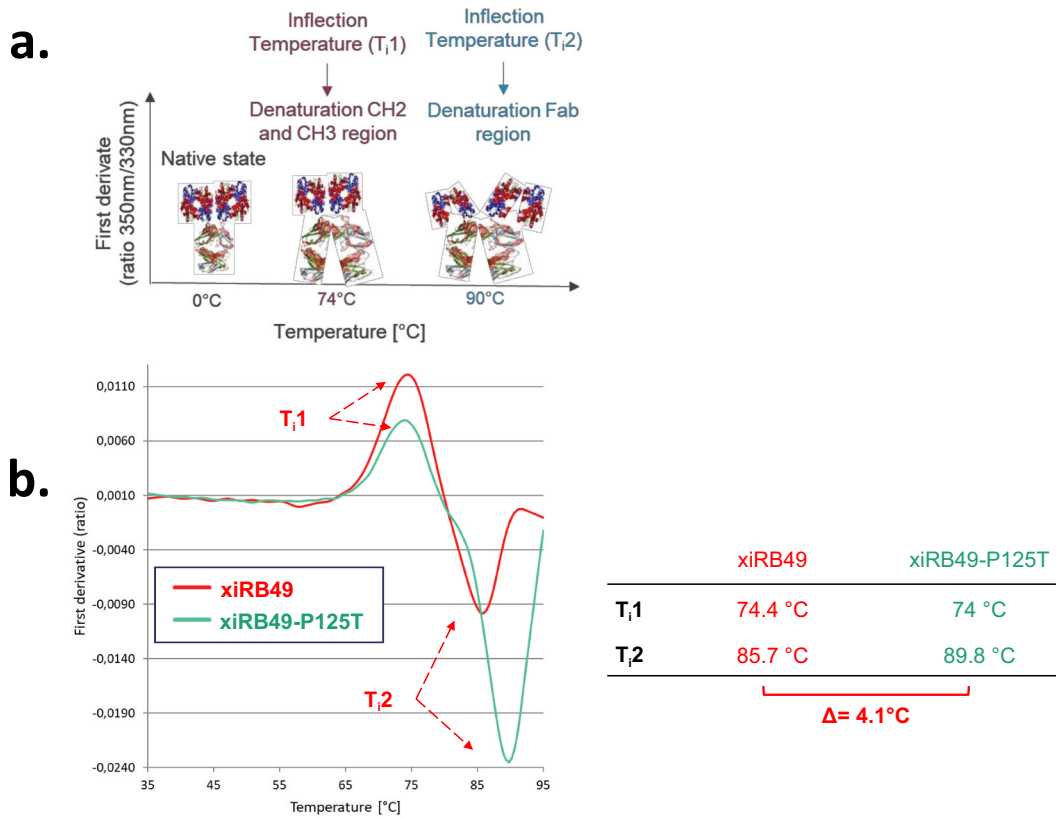 a.
Inflection
Temperature (Ti1)
Inflection
Temperature (Ti2)
Denaturation CH2
and CH3 region
Denaturation Fab
region
Native state
First derivate
(ratio 350nm/330nm)
0°C
74°C
90°C
Temperature [°C]
b.
First derivative (ratio)
0,0110
0,0060
0,0010
-0,0040
-0,0090
-0,0140
-0,0190
-0,0240
Ti1
xiRB49
xiRB49-P125T
Ti2
35 45 55 65 75 85 95
Temperature [°C]
xiRB49 xiRB49-P125T
Ti1 74.4 °C 74 °C
Ti2 85.7 °C 89.8 °C
Δ= 4.1°C